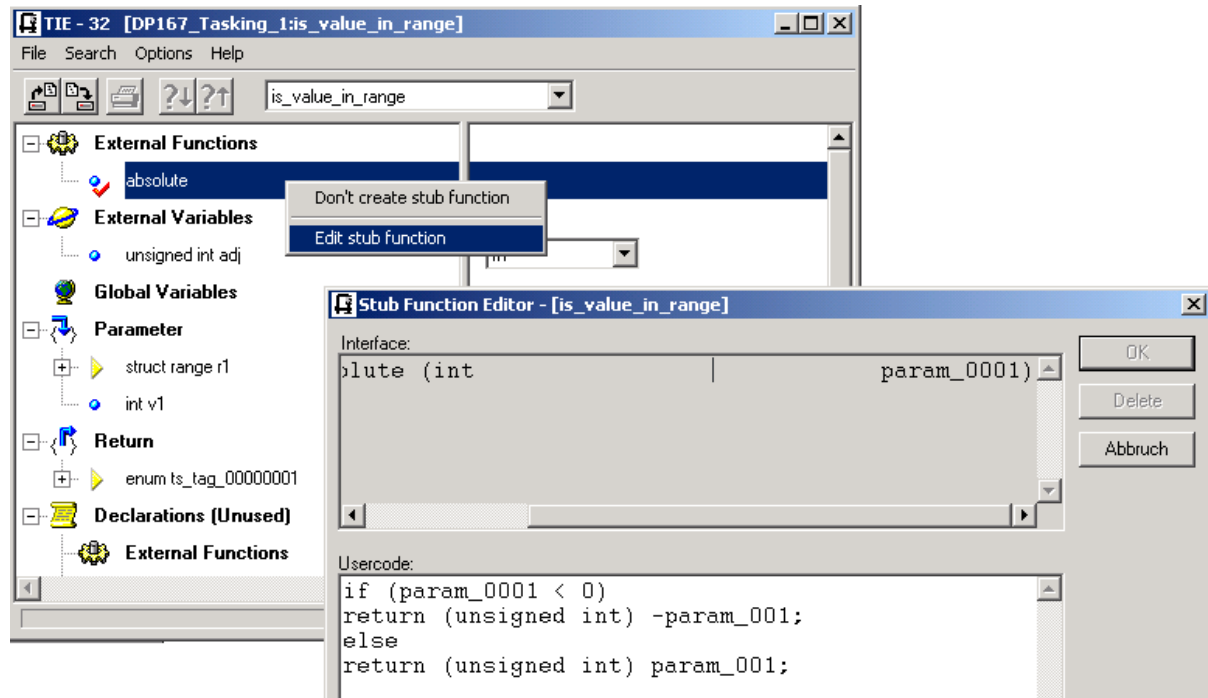 TIE - 32 [DP167_Tasking_1:is_value_in_range]
File Search Options Help
is_value_in_range
External Functions
absolute
Don't create stub function
External Variables
Edit stub function
unsigned int adj
in
Global Variables
Stub Function Editor - [is_value_in_range]
Parameter
Interface:
OK
struct range r1
olute (int param_0001)
int v1
Delete
Return
Abbruch
enum ts_tag_00000001
Declarations (Unused)
External Functions
Usercode:
if (param_0001 < 0)
return (unsigned int) -param_001;
else
return (unsigned int) param_001;